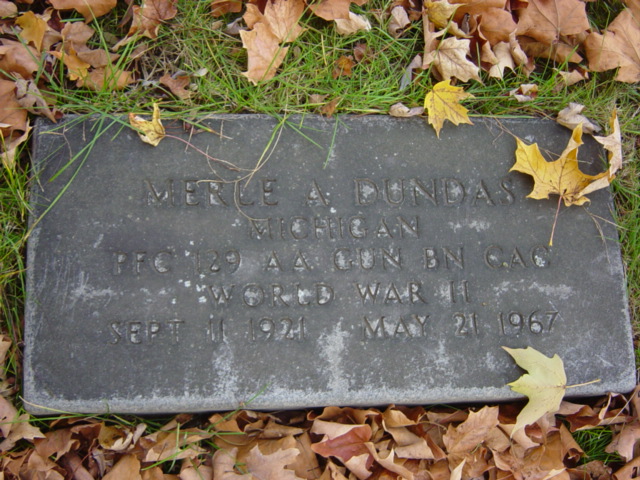 MERLE A DUNDAS
MICHIGAN
PFC 129 AA GUN BN CAC
WORLD WAR II
SEPT 11 1921 MAY 21 1967